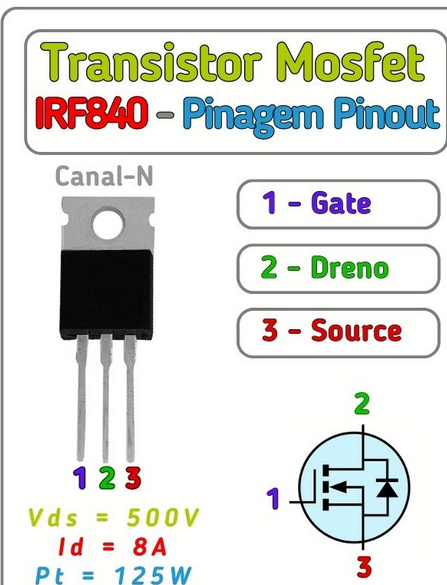 Transistor Mosfet
IRF840 - Pinagem Pinout
Canal-N
1 - Gate
2 - Dreno
3 - Source
1 2 3
Vds = 500V
Id = 8A
Pt = 125W
2
1
3